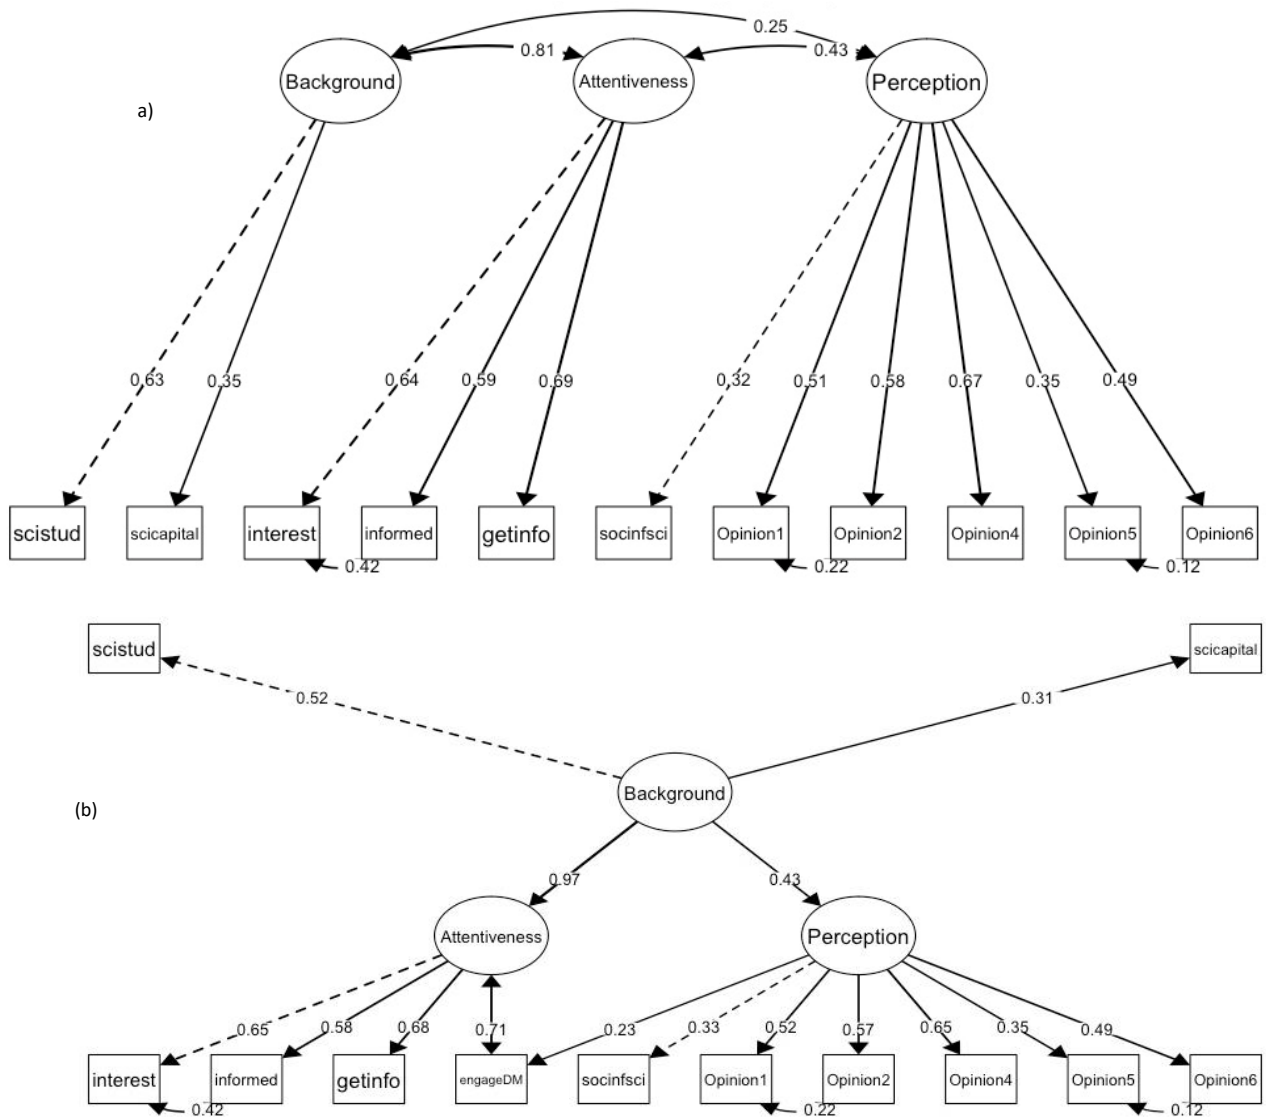 0.25
0.81
0.43
Background
Attentiveness
Perception
a)
0.63
0.35
0.64
0.59
0.69
0.32
0.51
0.58
0.67
0.35
0.49
scistud
scicapital
interest
informed
getinfo
socinfsci
Opinion1
Opinion2
Opinion4
Opinion5
Opinion6
0.42
0.22
0.12
scistud
scicapital
0.52
0.31
Background
(b)
0.97
0.43
Attentiveness
Perception
0.65
0.58
0.68
0.71
0.23
0.33
0.52
0.57
0.65
0.35
0.49
interest
informed
getinfo
engageDM
socinfsci
Opinion1
Opinion2
Opinion4
Opinion5
Opinion6
0.42
0.22
0.12